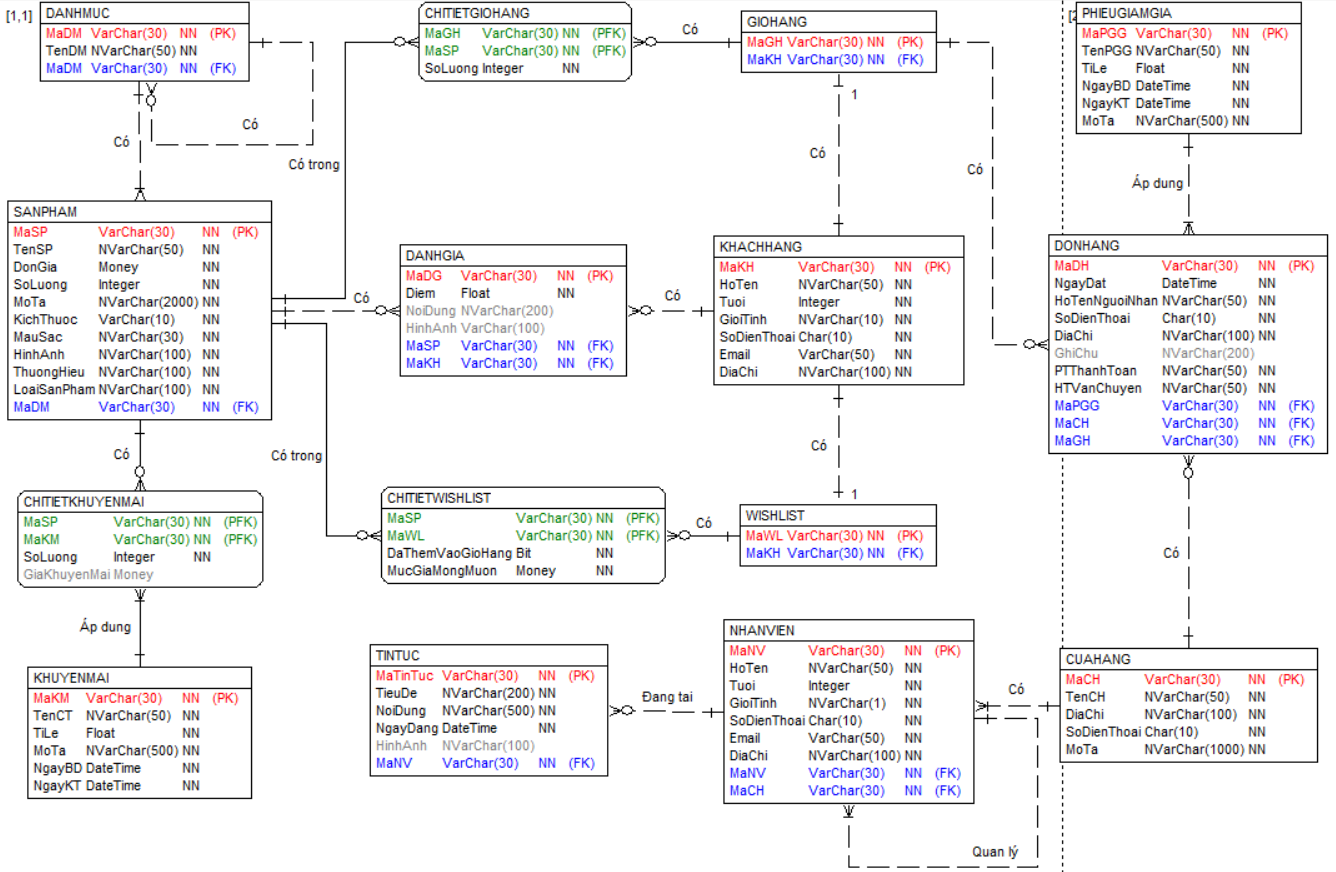 [1,1]
DANHMUC
MaDM VarChar(30) NN (PK)
TenDM NVarChar(50) NN
MaDM VarChar(30) NN (FK)
Có
Có
CHITIETGIOHANG
MaGH VarChar(30) NN (PFK)
MaSP VarChar(30) NN (PFK)
SoLuong Integer NN
Có
GIOHANG
MaGH VarChar(30) NN (PK)
MaKH VarChar(30) NN (FK)
1
Có
Có
PHIEUGIAMGIA
MaPGG VarChar(30) NN (PK)
TenPGG NVarChar(50) NN
TiLe Float NN
NgayBD DateTime NN
NgayKT DateTime NN
MoTa NVarChar(500) NN
Áp dụng
Có trong
SANPHAM
MaSP VarChar(30) NN (PK)
TenSP NVarChar(50) NN
DonGia Money NN
SoLuong Integer NN
MoTa NVarChar(2000) NN
KichThuoc VarChar(10) NN
MauSac NVarChar(30) NN
HinhAnh NVarChar(100) NN
ThuongHieu NVarChar(100) NN
LoaiSanPham NVarChar(100) NN
MaDM VarChar(30) NN (FK)
Có
DANHGIA
MaDG VarChar(30) NN (PK)
Diem Float NN
NoiDung NVarChar(200)
HinhAnh VarChar(100)
MaSP VarChar(30) NN (FK)
MaKH VarChar(30) NN (FK)
Có
KHACHHANG
MaKH VarChar(30) NN (PK)
HoTen NVarChar(50) NN
Tuoi Integer NN
GioiTinh NVarChar(10) NN
SoDienThoai Char(10) NN
Email VarChar(50) NN
DiaChi NVarChar(100) NN
DONHANG
MaDH VarChar(30) NN (PK)
NgayDat DateTime NN
HoTenNguoiNhan NVarChar(50) NN
SoDienThoai Char(10) NN
DiaChi NVarChar(100) NN
GhiChu NVarChar(200)
PTThanhToan NVarChar(50) NN
HTVanChuyen NVarChar(50) NN
MaPGG VarChar(30) NN (FK)
MaCH VarChar(30) NN (FK)
MaGH VarChar(30) NN (FK)
Có
Có trong
Có
1
CHITIETKHUYENMAI
MaSP VarChar(30) NN (PFK)
MaKM VarChar(30) NN (PFK)
SoLuong Integer NN
GiaKhuyenMai Money
CHITIETWISHLIST
MaSP VarChar(30) NN (PFK)
MaWL VarChar(30) NN (PFK)
DaThemVaoGioHang Bit NN
MucGiaMongMuon Money NN
Có
WISHLIST
MaWL VarChar(30) NN (PK)
MaKH VarChar(30) NN (FK)
Có
Áp dụng
KHUYENMAI
MaKM VarChar(30) NN (PK)
TenCT NVarChar(50) NN
TiLe Float NN
MoTa NVarChar(500) NN
NgayBD DateTime NN
NgayKT DateTime NN
TINTUC
MaTinTuc VarChar(30) NN (PK)
TieuDe NVarChar(200) NN
NoiDung NVarChar(500) NN
NgayDang DateTime NN
HinhAnh NVarChar(100)
MaNV VarChar(30) NN (FK)
Đang tai
NHANVIEN
MaNV VarChar(30) NN (PK)
HoTen NVarChar(50) NN
Tuoi Integer NN
GioiTinh NVarChar(1) NN
SoDienThoai Char(10) NN
Email VarChar(50) NN
DiaChi NVarChar(100) NN
MaNV VarChar(30) NN (FK)
MaCH VarChar(30) NN (FK)
Có
Quan lý
CUAHANG
MaCH VarChar(30) NN (PK)
TenCH NVarChar(50) NN
DiaChi NVarChar(100) NN
SoDienThoai Char(10) NN
MoTa NVarChar(1000) NN